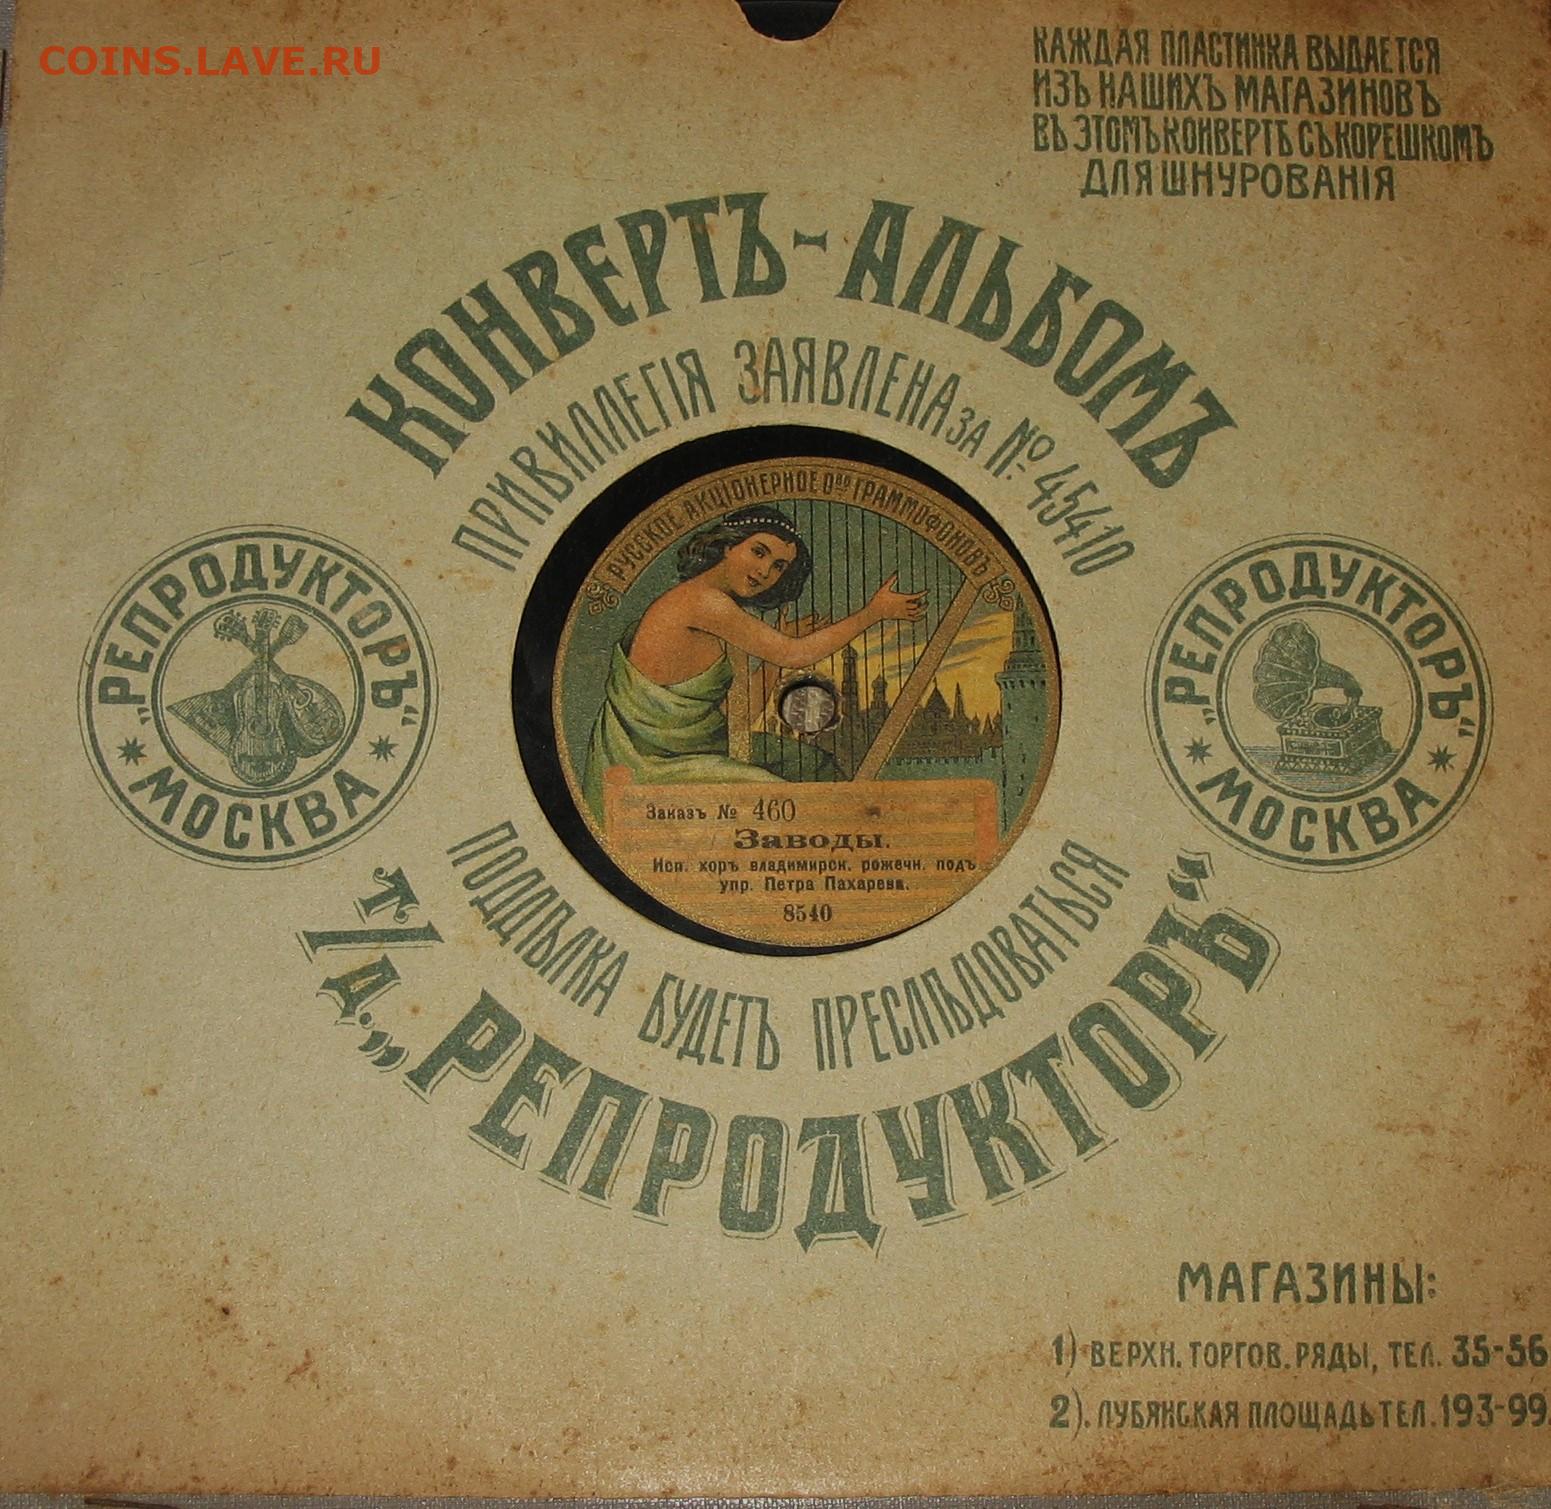 COINS.LAVE.RU
КАЖДАЯ ПЛАСТИНКА ВЫДАЕТСЯ
ИЗЪ НАШИХЪ МАГАЗИНОВЪ
ВЪ ЭТОМЪ КОНВЕРТѢ СЪ КОРЕШКОМЪ
ДЛЯ ШНУРОВАНІЯ
КОНВЕРТЪ-АЛЬБОМЪ
ПРИВИЛЛЕГІЯ ЗАЯВЛЕНА ЗА № 45410
РУССКОЕ АКЦІОНЕРНОЕ О-ВО ГРАММОФОНОВЪ
„РЕПРОДУКТОРЪ“
* МОСКВА *
„РЕПРОДУКТОРЪ“
* МОСКВА *
Заказъ № 460
Заводы.
Исп. хоръ владимирск. рожечн. подъ
упр. Петра Пахарева.
8540
ПОДДѢЛКА БУДЕТЪ ПРЕСЛѢДОВАТЬСЯ
Т/Д. „РЕПРОДУКТОРЪ“
МАГАЗИНЫ:
1) ВЕРХН. ТОРГОВ. РЯДЫ, ТЕЛ. 35-56
2). ЛУБЯНСКАЯ ПЛОЩАДЬ ТЕЛ. 193-99.